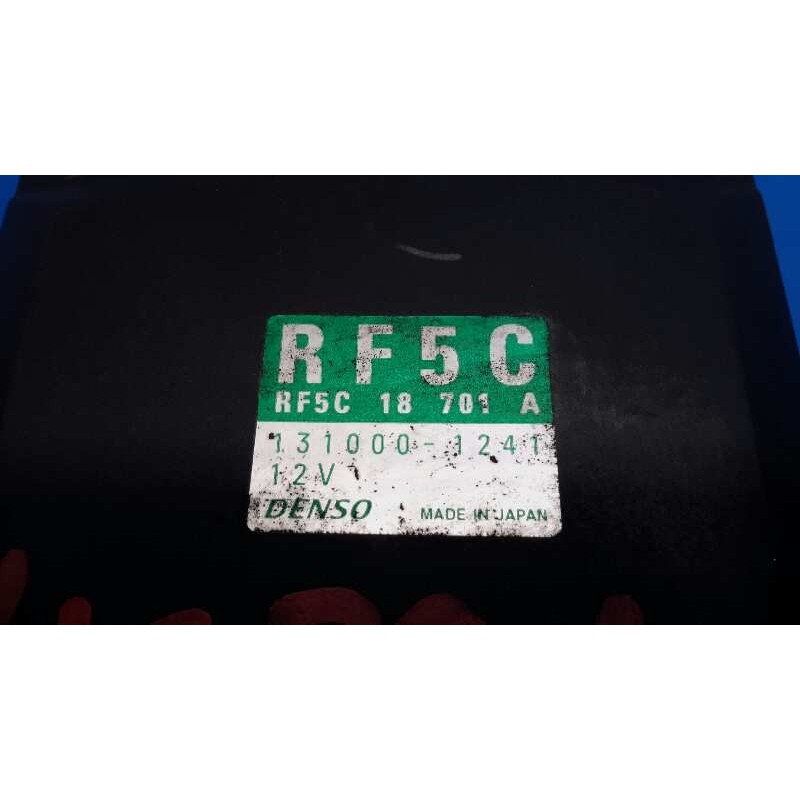 RF5C
RF5C 18 701 A
131000-1241
12V
DENSO MADE IN JAPAN